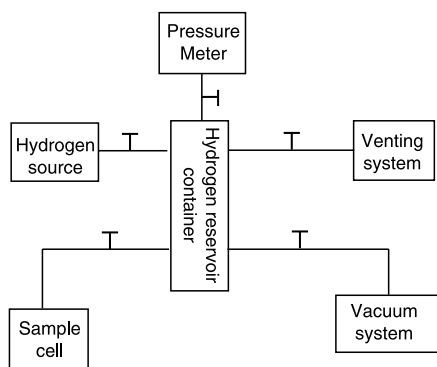 Pressure
Meter
Hydrogen
source
Hydrogen reservoir
container
Venting
system
Sample
cell
Vacuum
system